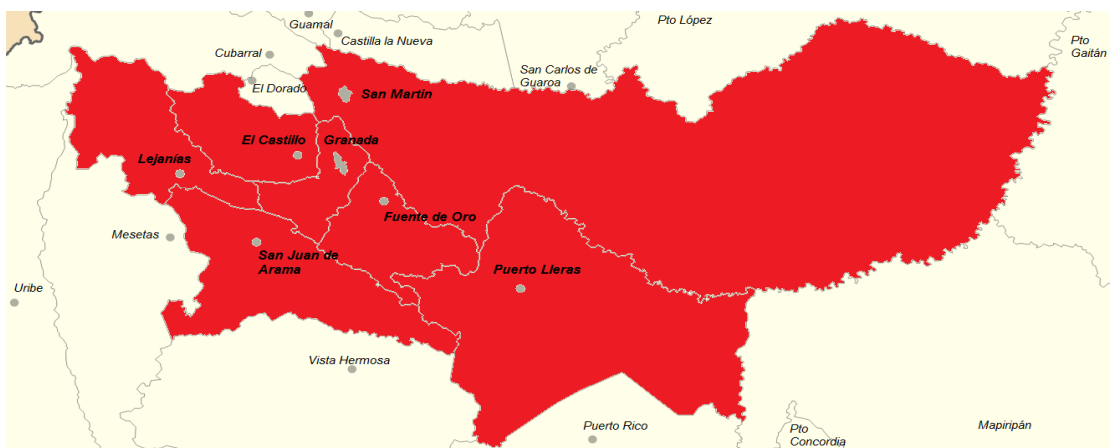 Guamal
Pto López
Castilla la Nueva
Pto
Gaitán
Cubarral
San Carlos de
Guaroa
El Dorado
San Martin
El Castillo
Granada
Lejanías
Fuente de Oro
Mesetas
San Juan de
Arama
Puerto Lleras
Uribe
Vista Hermosa
Puerto Rico
Pto
Concordia
Mapiripán